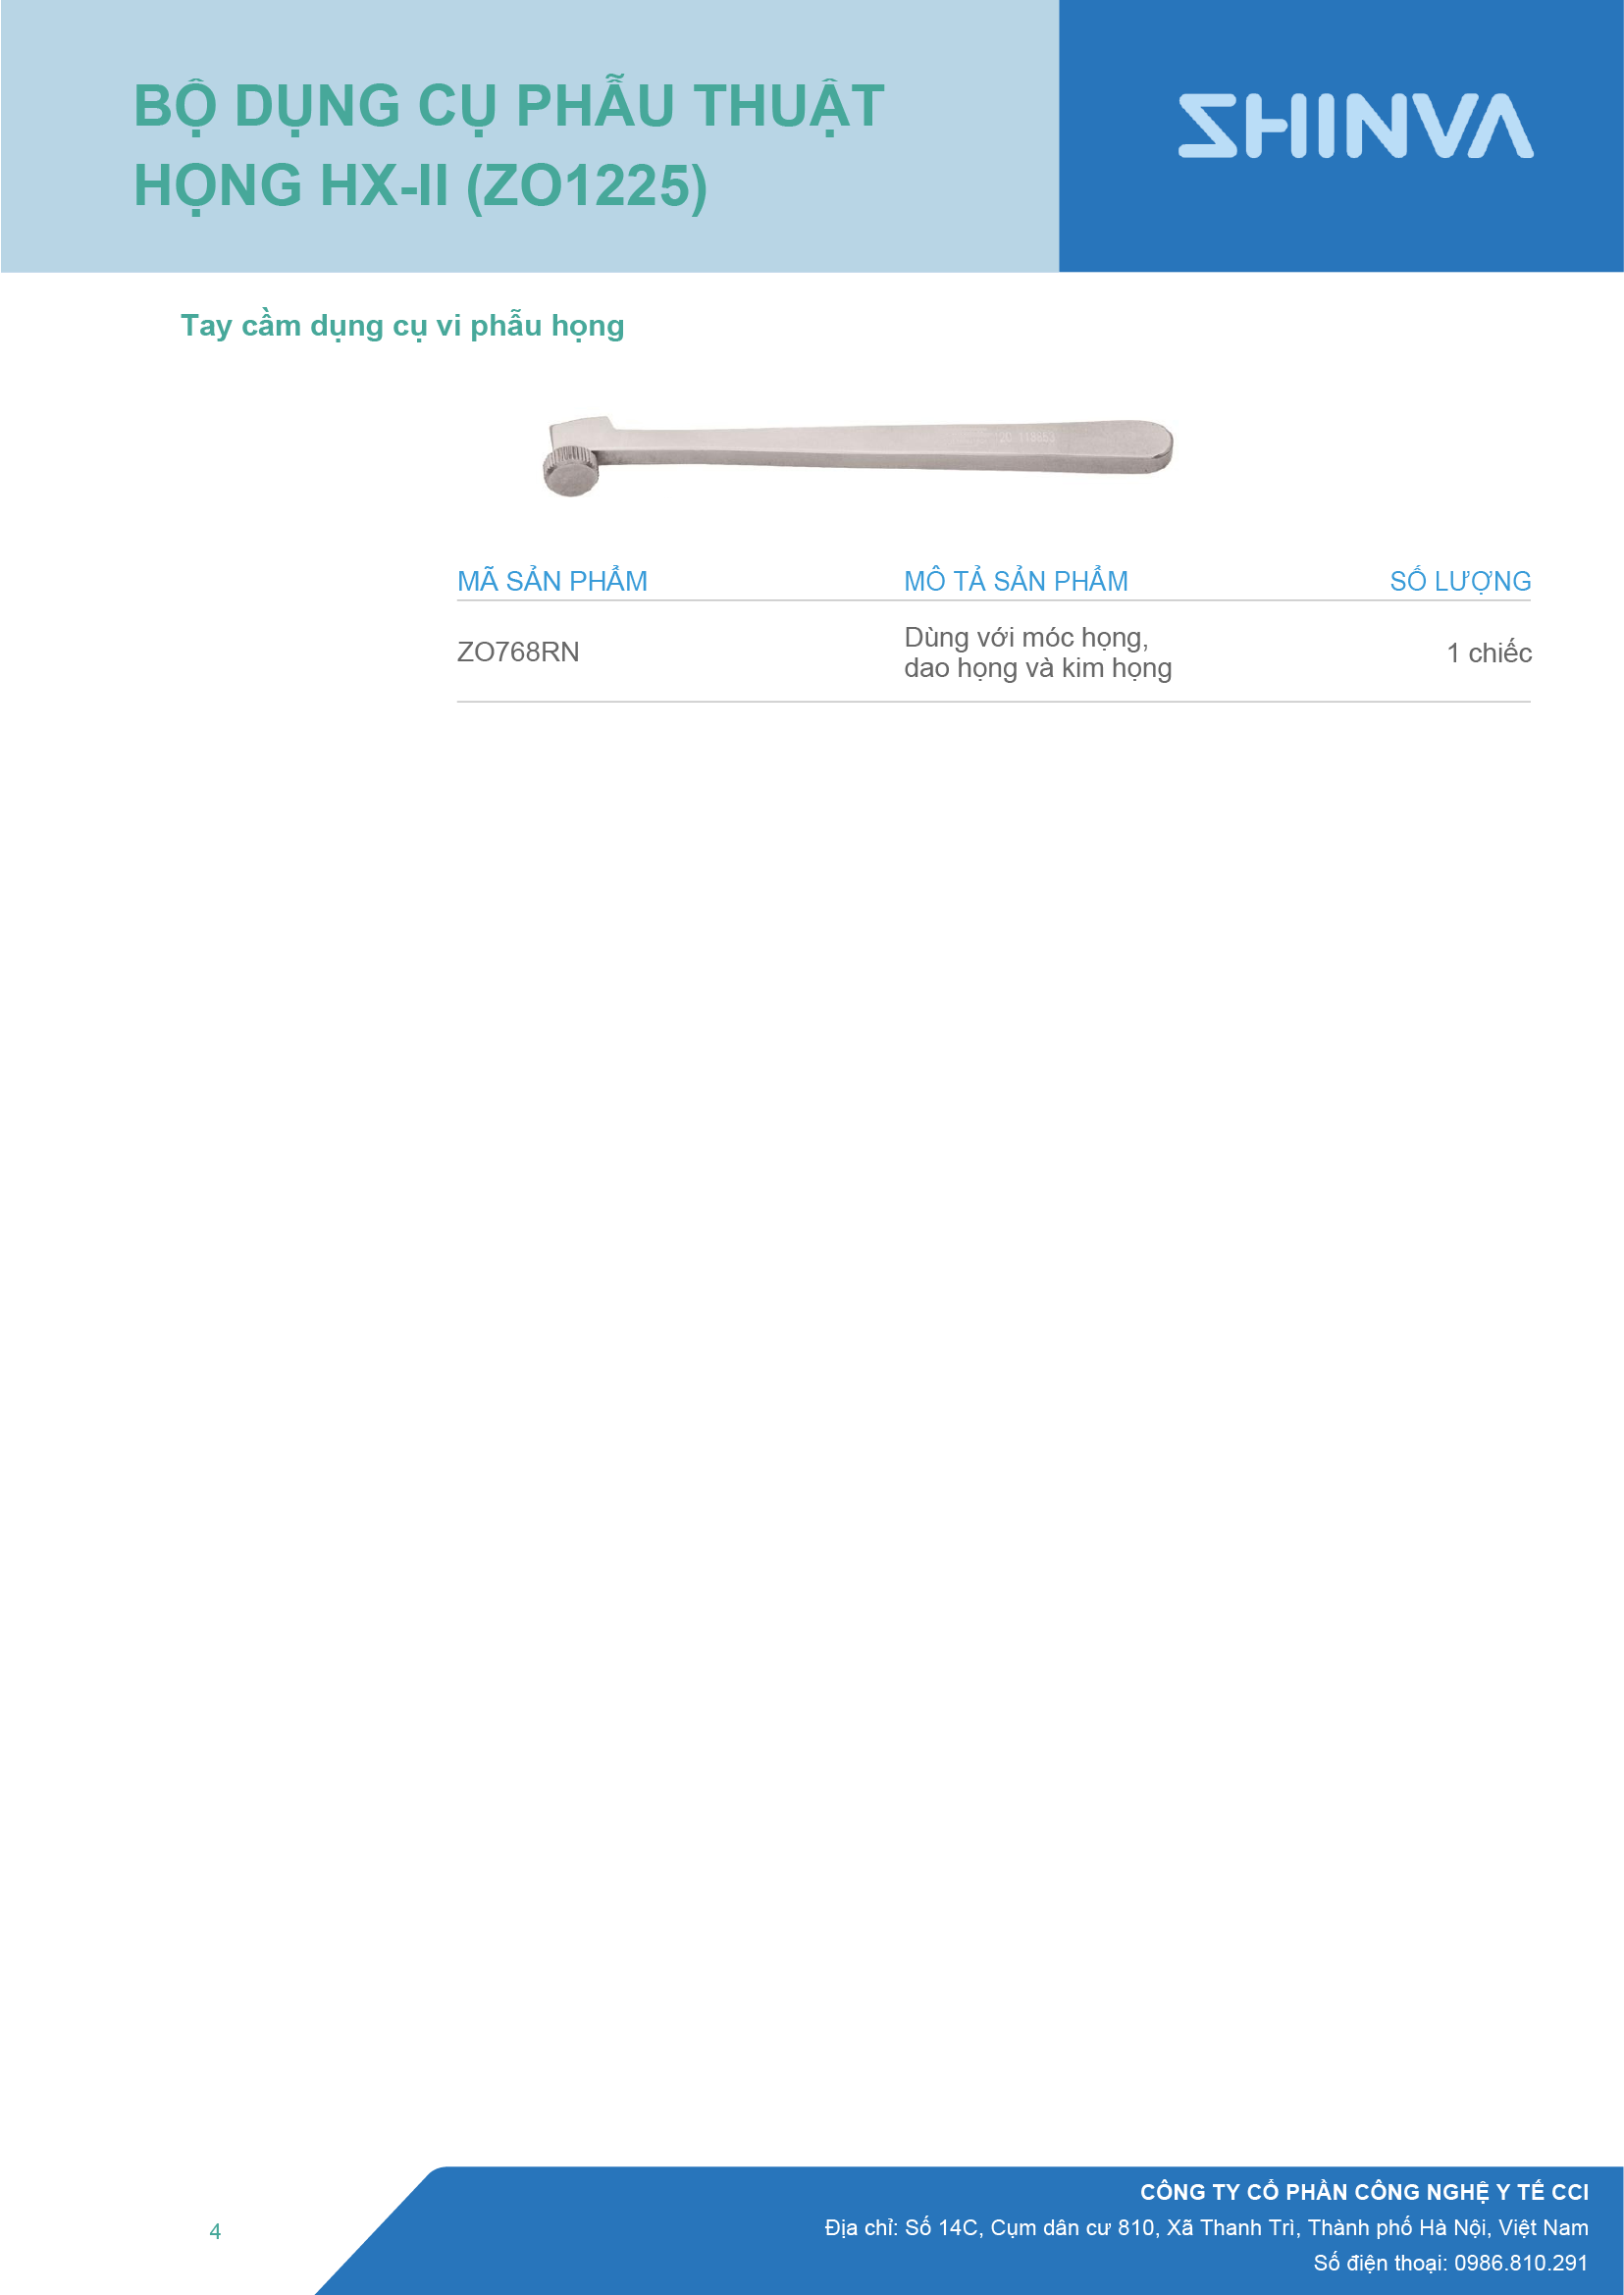 BỘ DỤNG CỤ PHẪU THUẬT
HỌNG HX-II (ZO1225)
SHINVA
Tay cầm dụng cụ vi phẫu họng
MÃ SẢN PHẨM MÔ TẢ SẢN PHẨM SỐ LƯỢNG
ZO768RN Dùng với móc họng, 1 chiếc
dao họng và kim họng
CÔNG TY CỔ PHẦN CÔNG NGHỆ Y TẾ CCI
4 Địa chỉ: Số 14C, Cụm dân cư 810, Xã Thanh Trì, Thành phố Hà Nội, Việt Nam
Số điện thoại: 0986.810.291